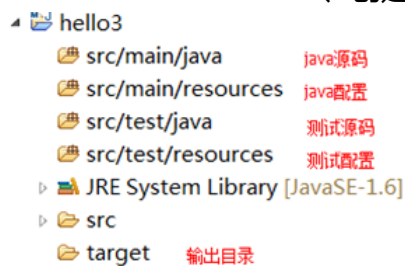 hello3
src/main/java java源码
src/main/resources java配置
src/test/java 测试源码
src/test/resources 测试配置
JRE System Library [JavaSE-1.6]
src
target 输出目录